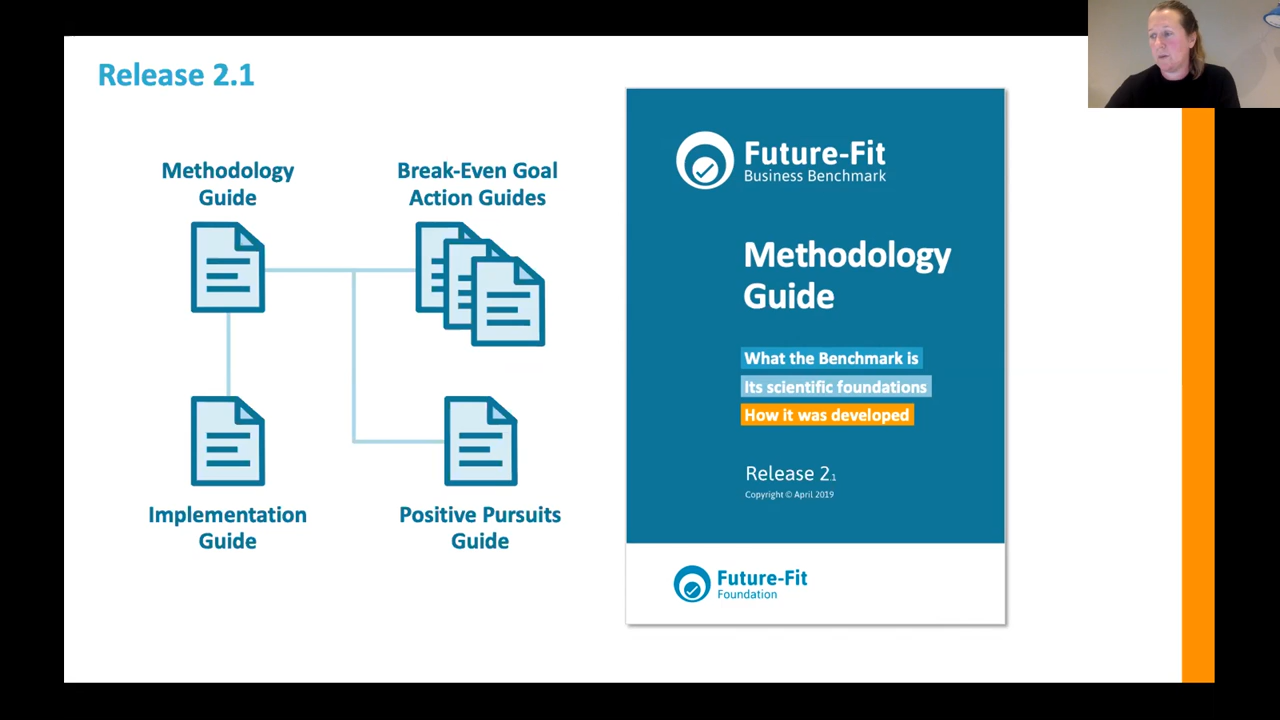 Release 2.1
Methodology
Guide
Break-Even Goal
Action Guides
Implementation
Guide
Positive Pursuits
Guide
Future-Fit
Business Benchmark
Methodology
Guide
What the Benchmark is
Its scientific foundations
How it was developed
Release 2.1
Copyright © April 2019
Future-Fit
Foundation